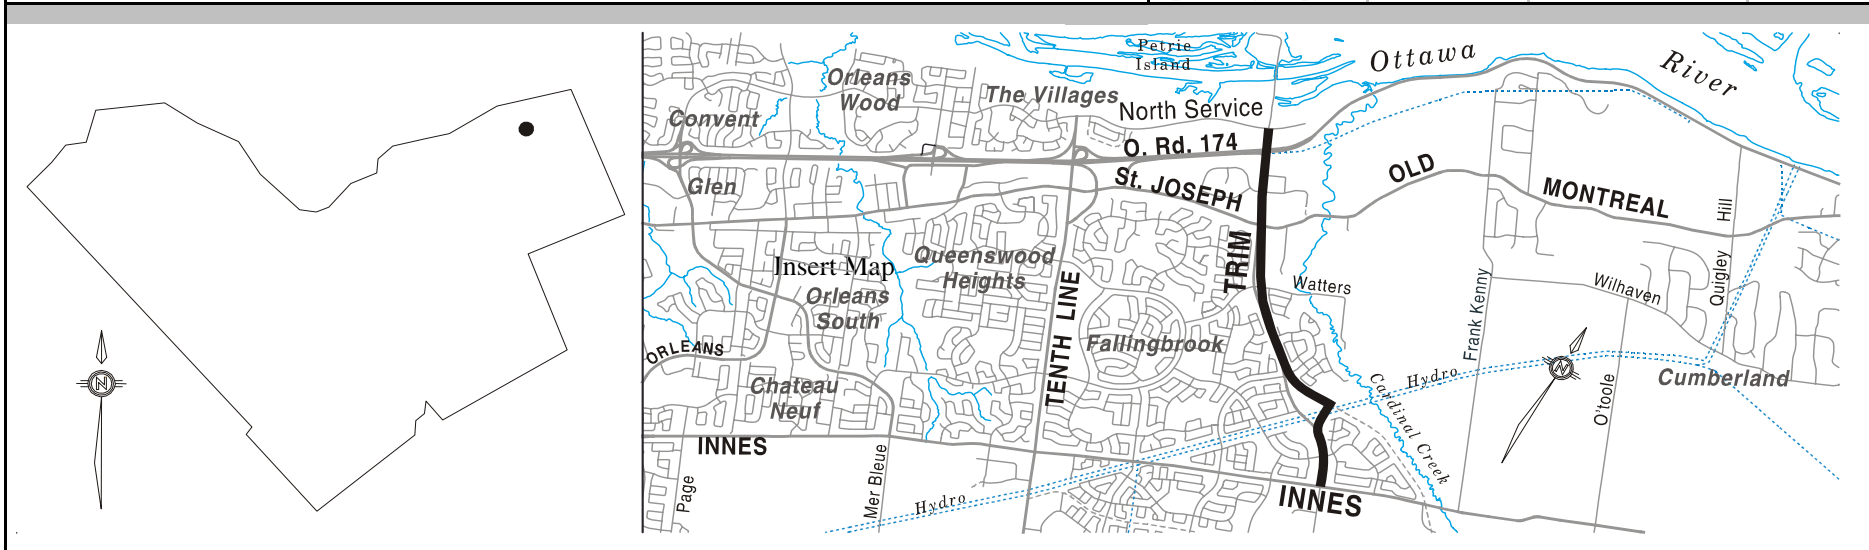 Petrie
Island
Ottawa
River
Orleans
Wood
The Villages
Convent
North Service
O. Rd. 174
St. JOSEPH
OLD
MONTREAL
Glen
Hill
Quigley
TRIM
Insert Map
Queenswood
Heights
Orleans
South
Watters
Wilhaven
Frank Kenny
TENTH LINE
Fallingbrook
ORLEANS
Chateau
Neuf
Hydro
Cumberland
Cardinal Creek
O'toole
N
N
INNES
Page
Mer Bleue
Hydro
INNES